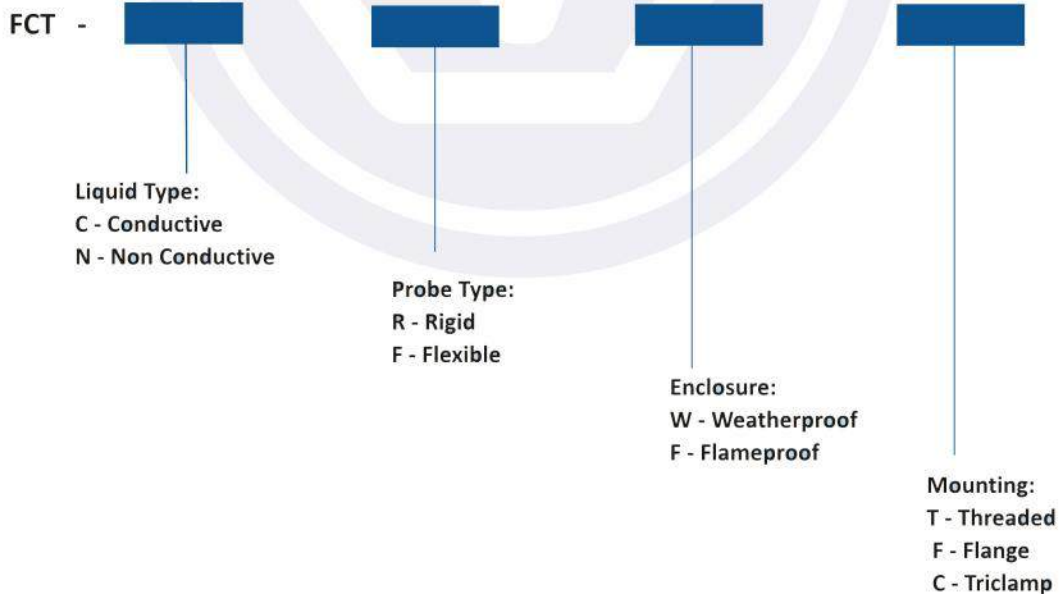 FCT -
Liquid Type:
C - Conductive
N - Non Conductive
Probe Type:
R - Rigid
F - Flexible
Enclosure:
W - Weatherproof
F - Flameproof
Mounting:
T - Threaded
F - Flange
C - Triclamp